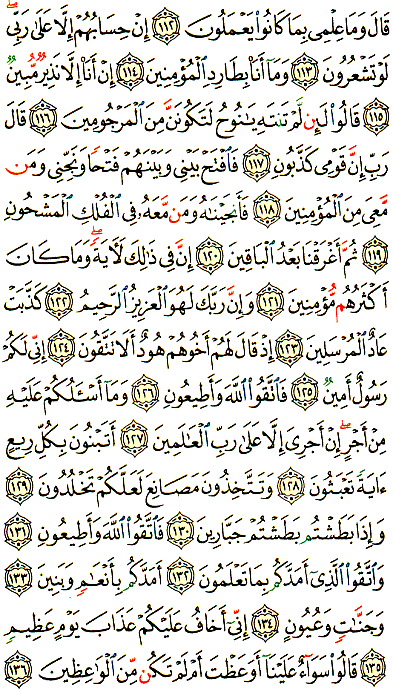 قَالَ وَمَا عِلْمِى بِمَا كَانُوا۟ يَعْمَلُونَ ١١٢ إِنْ حِسَابُهُمْ إِلَّا عَلَىٰ رَبِّى ۖ
لَوْ تَشْعُرُونَ ١١٣ وَمَآ أَنَا۠ بِطَارِدِ ٱلْمُؤْمِنِينَ ١١٤ إِنْ أَنَا۠ إِلَّا نَذِيرٌ مُّبِينٌ
١١٥ قَالُوا۟ لَئِن لَّمْ تَنتَهِ يَـٰنُوحُ لَتَكُونَنَّ مِنَ ٱلْمَرْجُومِينَ ١١٦ قَالَ
رَبِّ إِنَّ قَوْمِى كَذَّبُونِ ١١٧ فَٱفْتَحْ بَيْنِى وَبَيْنَهُمْ فَتْحًا وَنَجِّنِى وَمَن
مَّعِىَ مِنَ ٱلْمُؤْمِنِينَ ١١٨ فَأَنجَيْنَـٰهُ وَمَن مَّعَهُۥ فِى ٱلْفُلْكِ ٱلْمَشْحُونِ
١١٩ ثُمَّ أَغْرَقْنَا بَعْدُ ٱلْبَاقِينَ ١٢٠ إِنَّ فِى ذَٰلِكَ لَـَٔايَةً ۖ وَمَا كَانَ
أَكْثَرُهُم مُّؤْمِنِينَ ١٢١ وَإِنَّ رَبَّكَ لَهُوَ ٱلْعَزِيزُ ٱلرَّحِيمُ ١٢٢ كَذَّبَتْ
عَادٌ ٱلْمُرْسَلِينَ ١٢٣ إِذْ قَالَ لَهُمْ أَخُوهُمْ هُودٌ أَلَا تَتَّقُونَ ١٢٤ إِنِّى لَكُمْ
رَسُولٌ أَمِينٌ ١٢٥ فَٱتَّقُوا۟ ٱللَّهَ وَأَطِيعُونِ ١٢٦ وَمَآ أَسْـَٔلُكُمْ عَلَيْهِ
مِنْ أَجْرٍ ۖ إِنْ أَجْرِىَ إِلَّا عَلَىٰ رَبِّ ٱلْعَـٰلَمِينَ ١٢٧ أَتَبْنُونَ بِكُلِّ رِيعٍ
ءَايَةً تَعْبَثُونَ ١٢٨ وَتَتَّخِذُونَ مَصَانِعَ لَعَلَّكُمْ تَخْلُدُونَ ١٢٩
وَإِذَا بَطَشْتُم بَطَشْتُمْ جَبَّارِينَ ١٣٠ فَٱتَّقُوا۟ ٱللَّهَ وَأَطِيعُونِ ١٣١
وَٱتَّقُوا۟ ٱلَّذِىٓ أَمَدَّكُم بِمَا تَعْلَمُونَ ١٣٢ أَمَدَّكُم بِأَنْعَـٰمٍ وَبَنِينَ ١٣٣
وَجَنَّـٰتٍ وَعُيُونٍ ١٣٤ إِنِّىٓ أَخَافُ عَلَيْكُمْ عَذَابَ يَوْمٍ عَظِيمٍ
١٣٥ قَالُوا۟ سَوَآءٌ عَلَيْنَآ أَوَعَظْتَ أَمْ لَمْ تَكُن مِّنَ ٱلْوَٰعِظِينَ ١٣٦